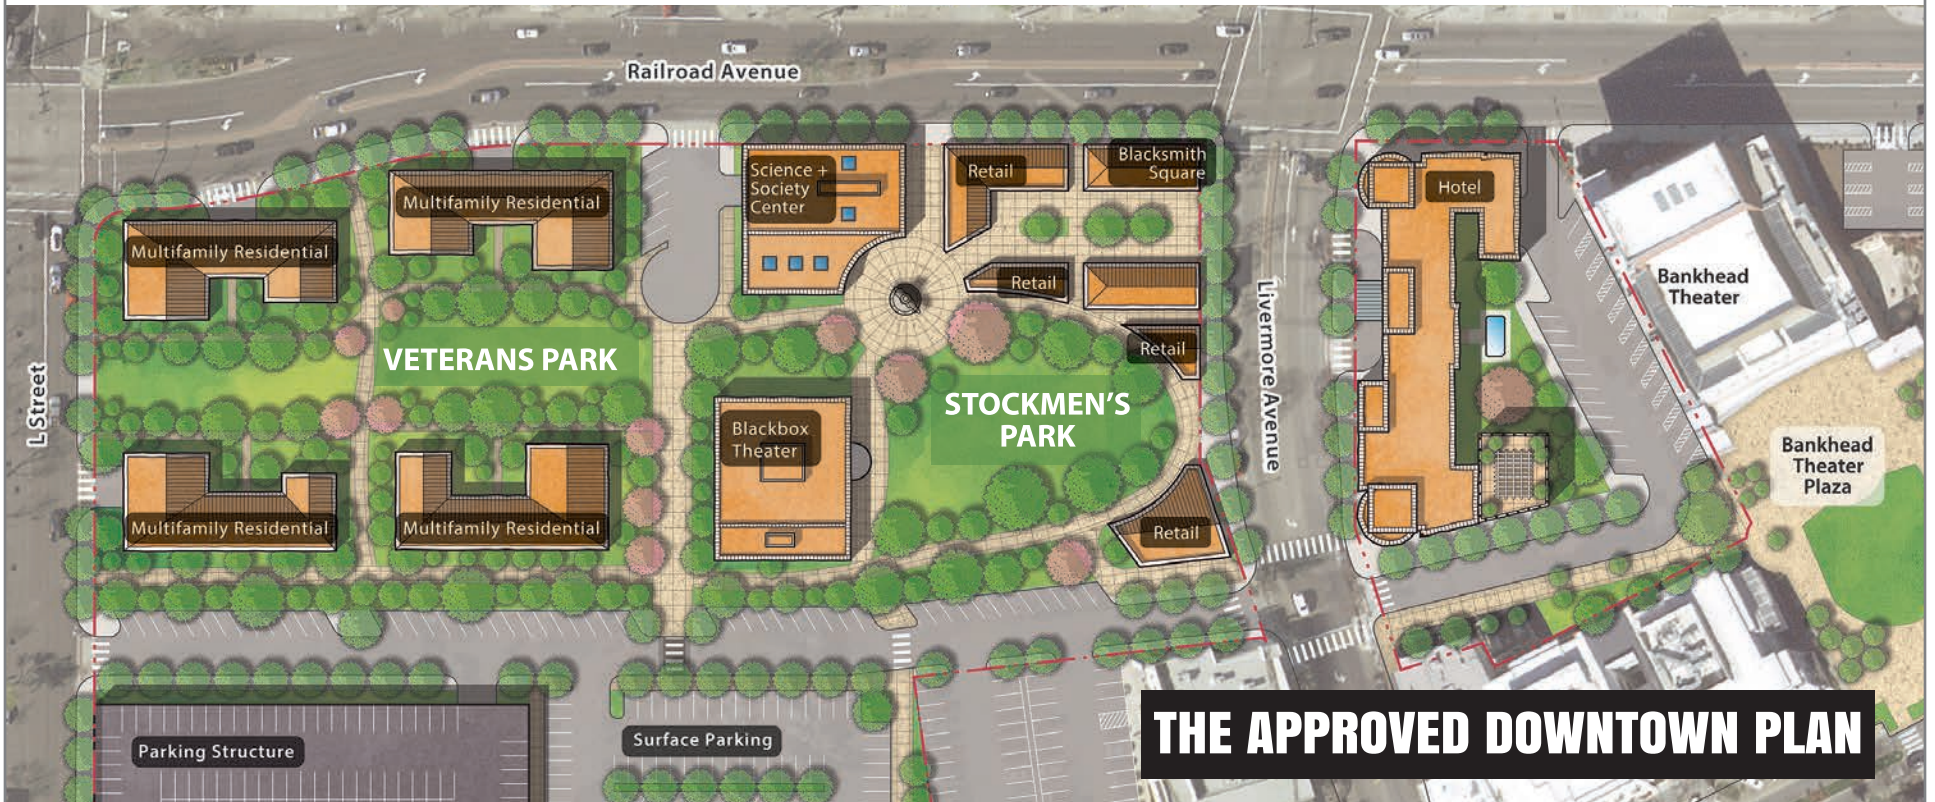 Railroad Avenue
Science +
Society
Center
Retail
Blacksmith
Square
Hotel
Multifamily Residential
Multifamily Residential
Bankhead
Theater
Retail
Livermore Avenue
L Street
VETERANS PARK
Retail
STOCKMEN'S
PARK
Blackbox
Theater
Bankhead
Theater
Plaza
Multifamily Residential
Multifamily Residential
Retail
Parking Structure
Surface Parking
THE APPROVED DOWNTOWN PLAN